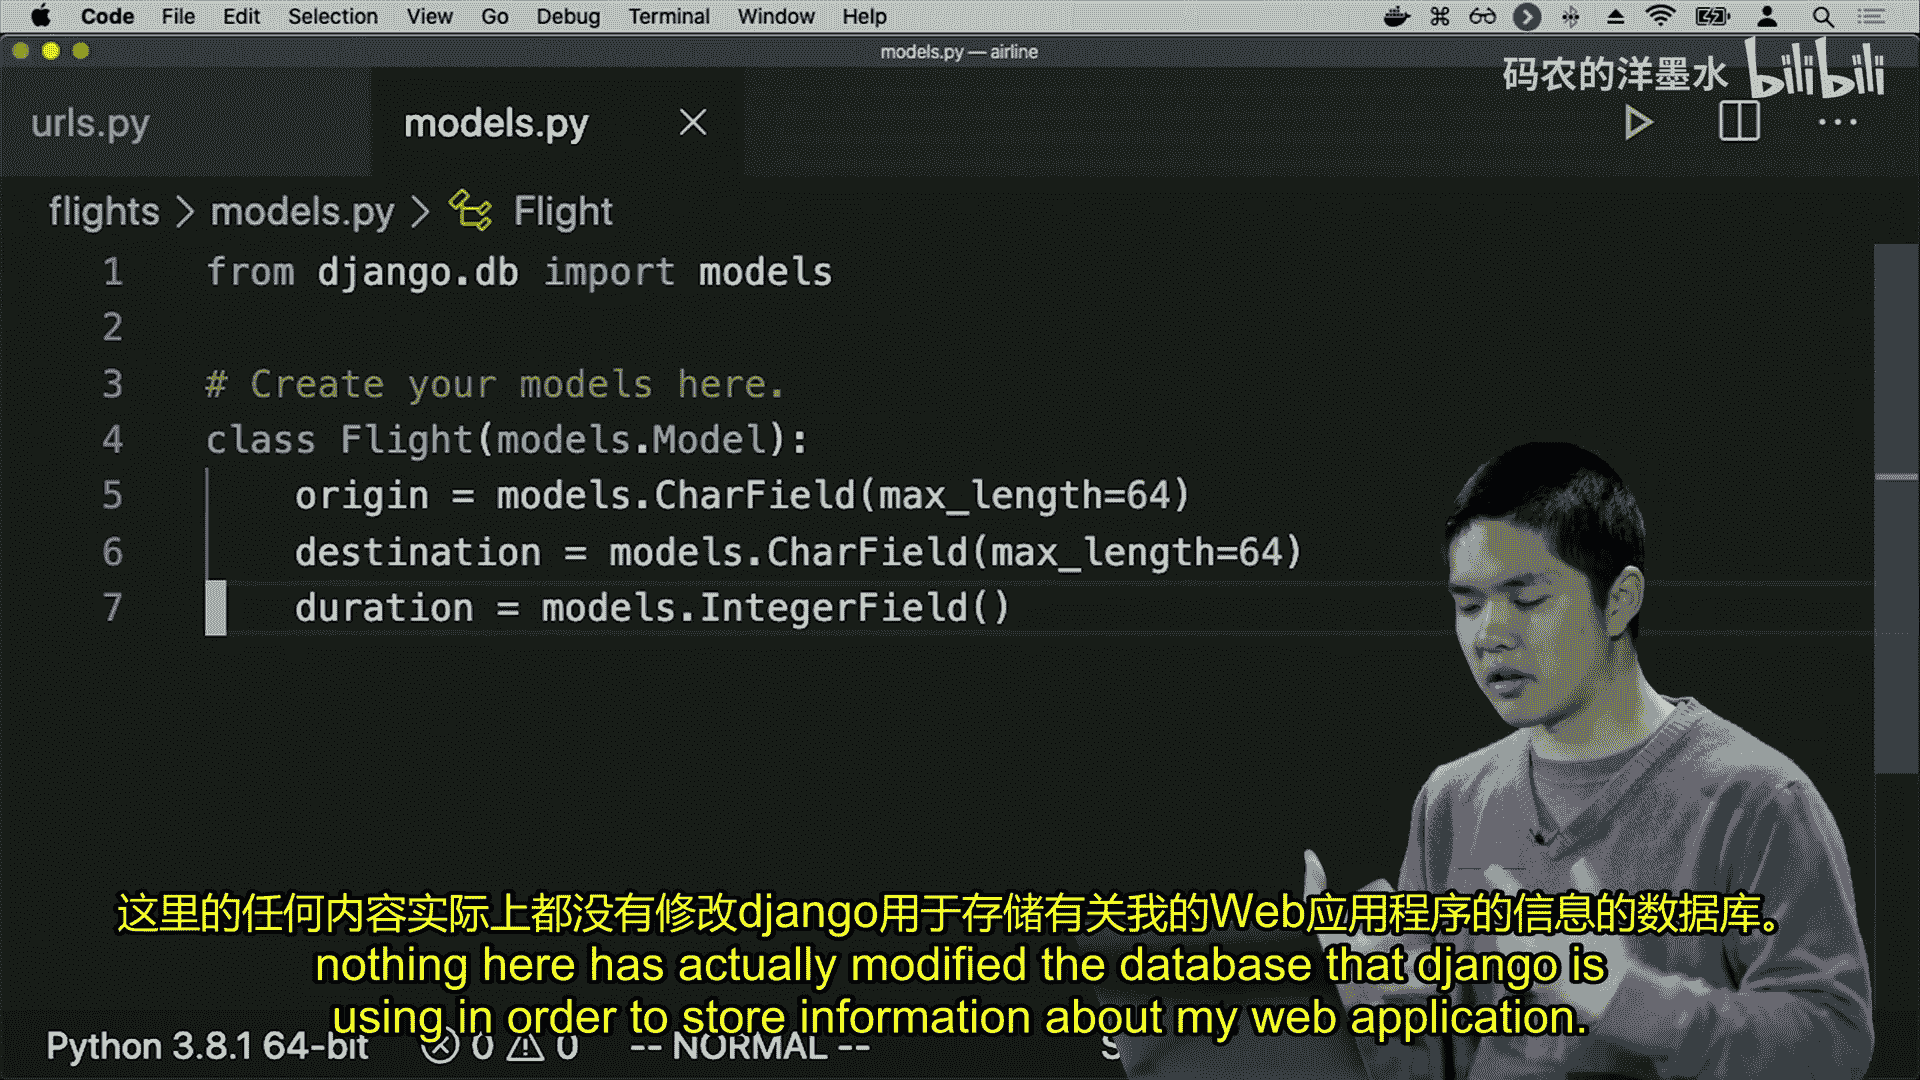 Code File Edit Selection View Go Debug Terminal Window Help
models.py — airline
码农的洋墨水 bilibili
urls.py models.py
flights > models.py > Flight
1 from django.db import models
2
3 # Create your models here.
4 class Flight(models.Model):
5 origin = models.CharField(max_length=64)
6 destination = models.CharField(max_length=64)
7 duration = models.IntegerField()
这里的任何内容实际上都没有修改django用于存储有关我的Web应用程序的信息的数据库。
nothing here has actually modified the database that django is
using in order to store information about my web application.
Python 3.8.1 64-bit 0 0 -- NORMAL --